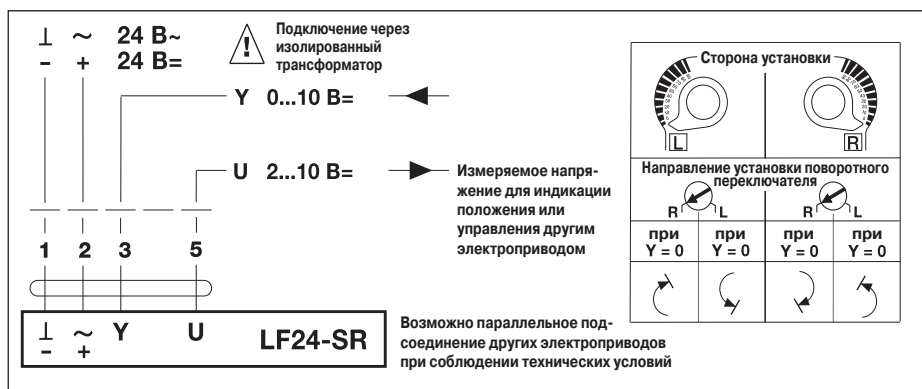 ⊥ ~ 24 В~
- + 24 В=
Подключение через
изолированный
трансформатор
Y 0...10 В=
U 2...10 В=
Измеряемое напря-
жение для индикации
положения или
управления другим
электроприводом
1 2 3 5
⊥ ~ Y U
- +
LF24-SR
Возможно параллельное под-
соединение других электроприводов
при соблюдении технических условий
Сторона установки
L R
Направление установки поворотного
переключателя
R L R L
при при при при
Y = 0 Y = 0 Y = 0 Y = 0